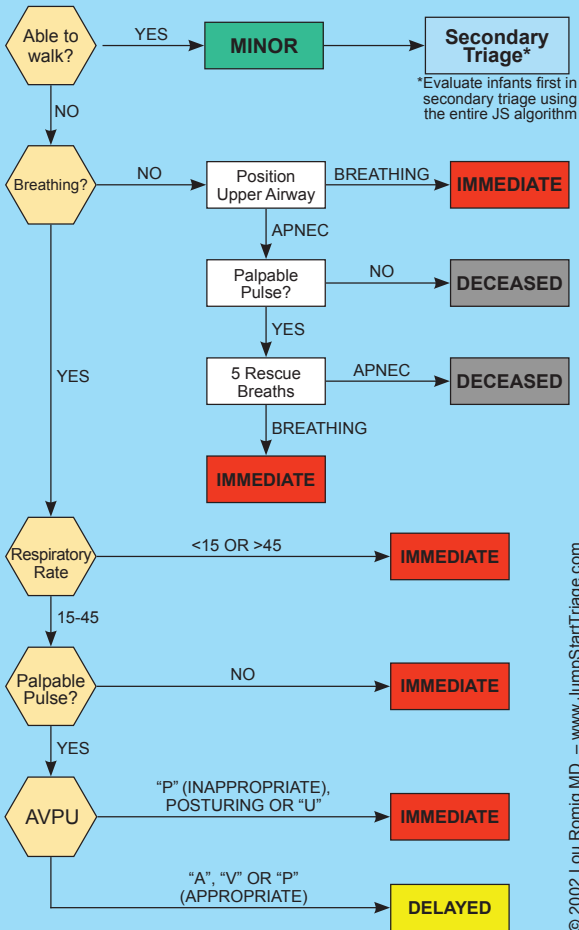 Able to
walk?
YES
MINOR
Secondary
Triage*
*Evaluate infants first in
secondary triage using
the entire JS algorithm
NO
Breathing?
NO
Position
Upper Airway
BREATHING
IMMEDIATE
APNEC
Palpable
Pulse?
NO
DECEASED
YES
5 Rescue
Breaths
APNEC
DECEASED
BREATHING
IMMEDIATE
YES
Respiratory
Rate
<15 OR >45
IMMEDIATE
15-45
Palpable
Pulse?
NO
IMMEDIATE
YES
AVPU
“P” (INAPPROPRIATE),
POSTURING OR “U”
IMMEDIATE
“A”, “V” OR “P”
(APPROPRIATE)
DELAYED
© 2002 Lou Romig MD – www.JumpStartTriage.com